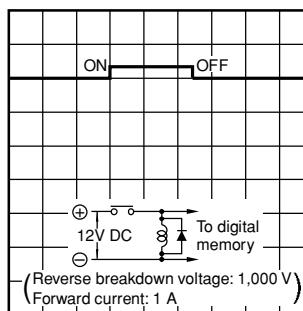 ON OFF
⊕
12V DC
To digital
memory
⊖
(Reverse breakdown voltage: 1,000 V
Forward current: 1 A)